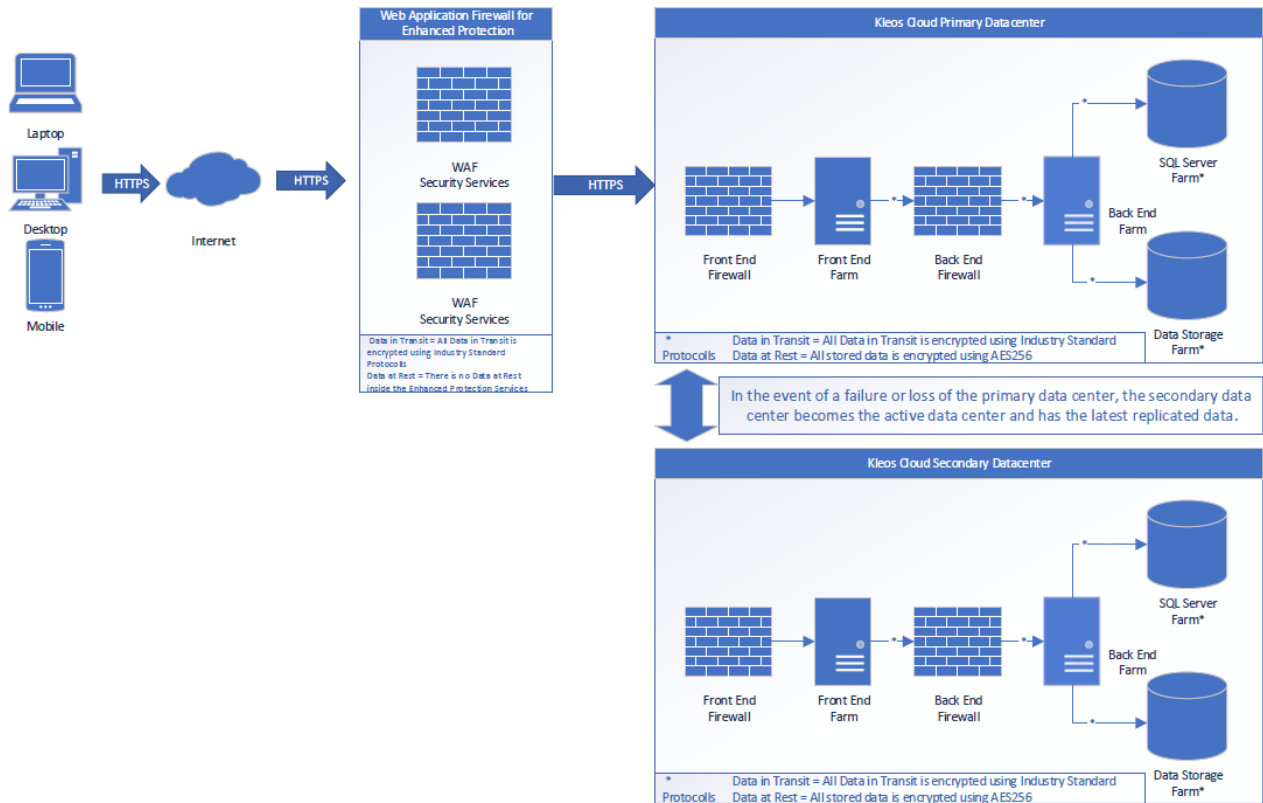 Laptop
Desktop
Mobile
HTTPS
Internet
HTTPS
Web Application Firewall for
Enhanced Protection
WAF
Security Services
WAF
Security Services
Data in Transit = All Data in Transit is
encrypted using Industry Standard
Protocolls
Data at Rest = There is no Data at Rest
inside the Enhanced Protection Services
HTTPS
Kleos Cloud Primary Datacenter
Front End
Firewall
Front End
Farm
*
Back End
Firewall
*
Back End
Farm
*
SQL Server
Farm*
*
Data Storage
Farm*
* Data in Transit = All Data in Transit is encrypted using Industry Standard
Protocolls Data at Rest = All stored data is encrypted using AES256
In the event of a failure or loss of the primary data center, the secondary data
center becomes the active data center and has the latest replicated data.
Kleos Cloud Secondary Datacenter
Front End
Firewall
Front End
Farm
*
Back End
Firewall
*
Back End
Farm
*
SQL Server
Farm*
*
Data Storage
Farm*
* Data in Transit = All Data in Transit is encrypted using Industry Standard
Protocolls Data at Rest = All stored data is encrypted using AES256